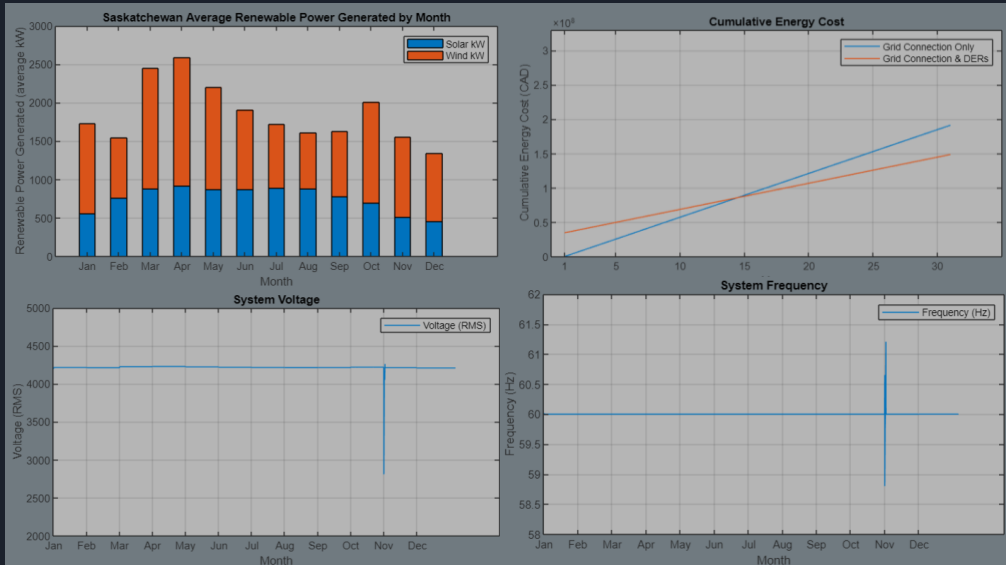 Saskatchewan Average Renewable Power Generated by Month
Renewable Power Generated (average kW)
3000
2500
2000
1500
1000
500
0
Solar kW
Wind kW
Jan Feb Mar Apr May Jun Jul Aug Sep Oct Nov Dec
Month
Cumulative Energy Cost
Cumulative Energy Cost (CAD)
3
2.5
2
1.5
1
0.5
0
Grid Connection Only
Grid Connection & DERs
1 5 10 15 20 25 30
System Voltage
Voltage (RMS)
5000
4500
4000
3500
3000
2500
2000
Voltage (RMS)
Jan Feb Mar Apr May Jun Jul Aug Sep Oct Nov Dec
Month
System Frequency
Frequency (Hz)
62
61.5
61
60.5
60
59.5
59
58.5
58
Frequency (Hz)
Jan Feb Mar Apr May Jun Jul Aug Sep Oct Nov Dec
Month